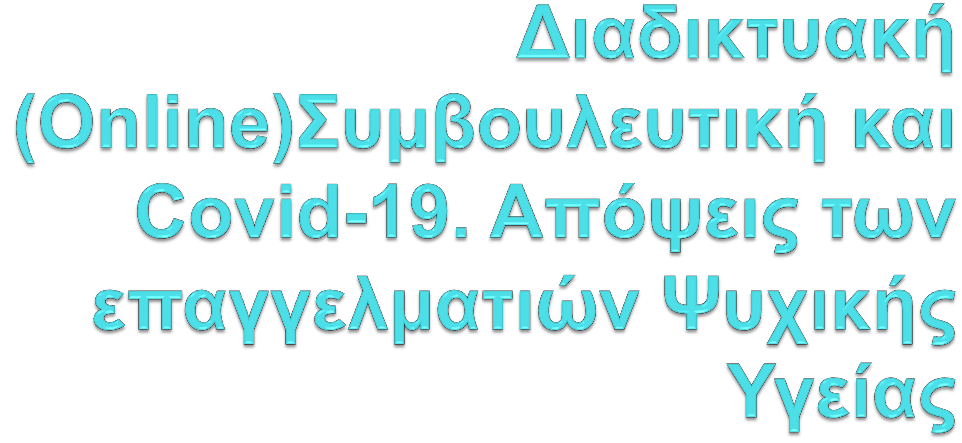 Διαδικτυακή
(Online)Συμβουλευτική και
Covid-19. Απόψεις των
επαγγελματιών Ψυχικής
Υγείας